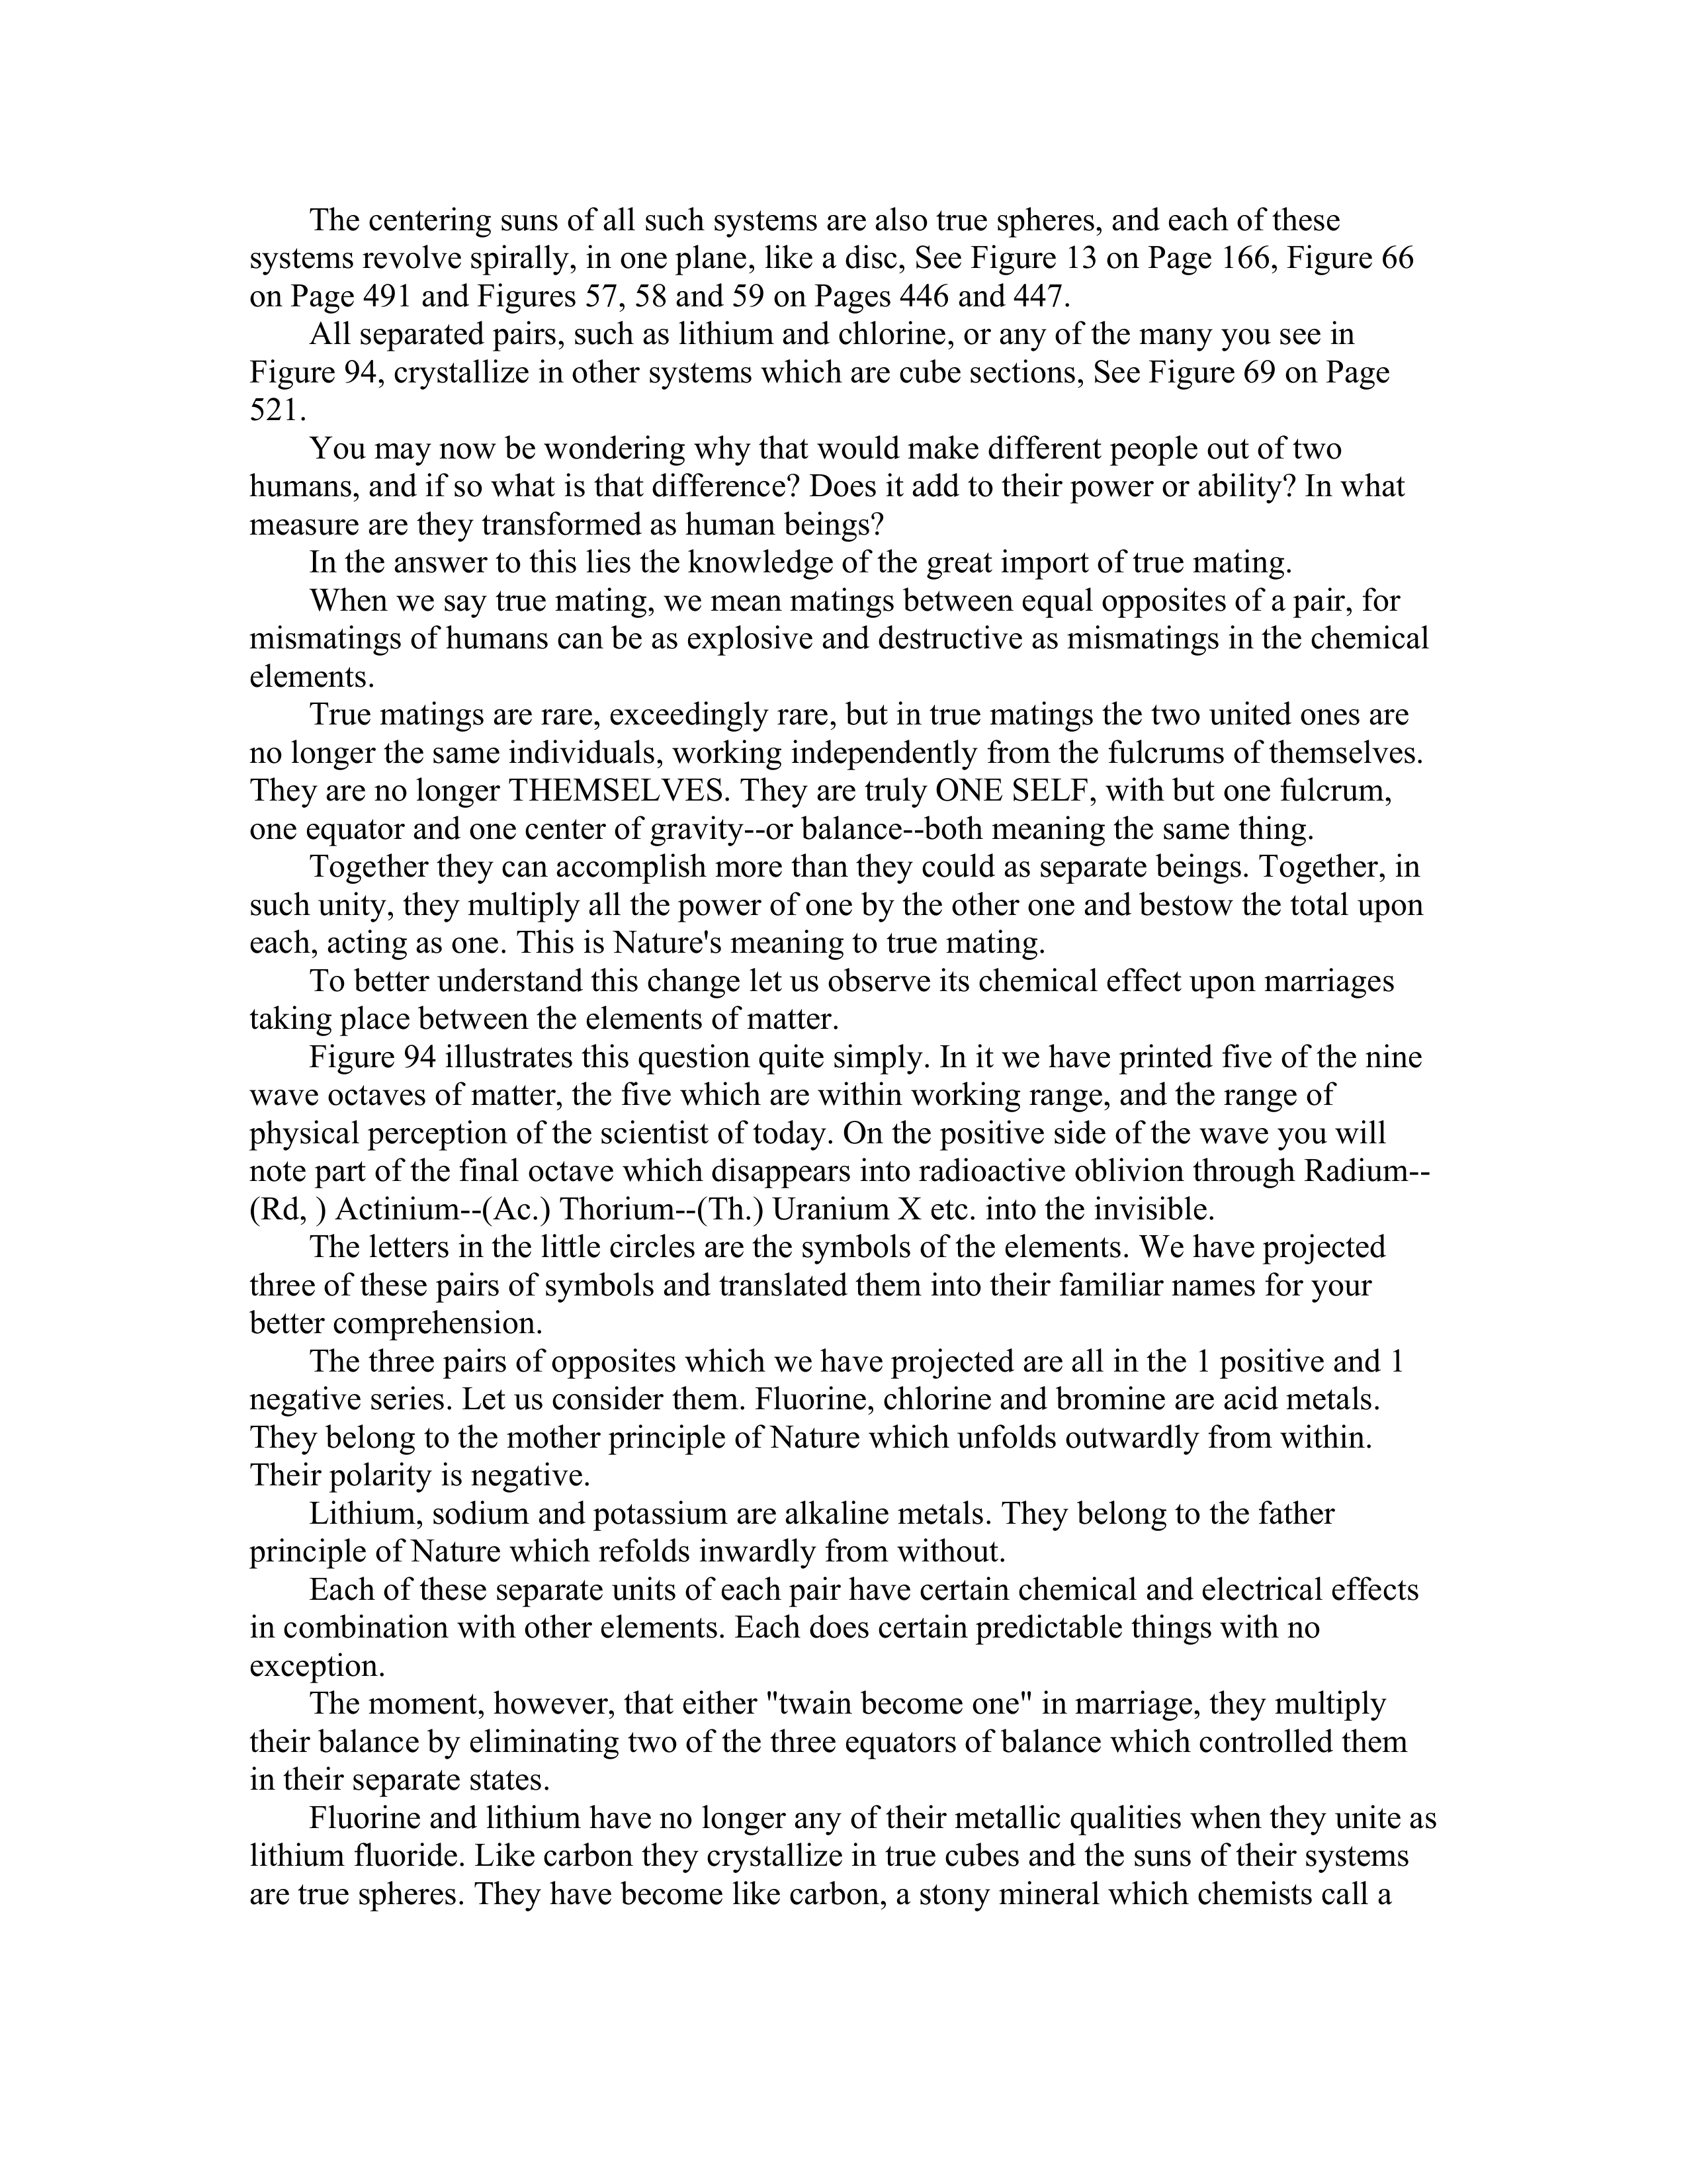 The centering suns of all such systems are also true spheres, and each of these
systems revolve spirally, in one plane, like a disc, See Figure 13 on Page 166, Figure 66
on Page 491 and Figures 57, 58 and 59 on Pages 446 and 447.
All separated pairs, such as lithium and chlorine, or any of the many you see in
Figure 94, crystallize in other systems which are cube sections, See Figure 69 on Page
521.
You may now be wondering why that would make different people out of two
humans, and if so what is that difference? Does it add to their power or ability? In what
measure are they transformed as human beings?
In the answer to this lies the knowledge of the great import of true mating.
When we say true mating, we mean matings between equal opposites of a pair, for
mismatings of humans can be as explosive and destructive as mismatings in the chemical
elements.
True matings are rare, exceedingly rare, but in true matings the two united ones are
no longer the same individuals, working independently from the fulcrums of themselves.
They are no longer THEMSELVES. They are truly ONE SELF, with but one fulcrum,
one equator and one center of gravity--or balance--both meaning the same thing.
Together they can accomplish more than they could as separate beings. Together, in
such unity, they multiply all the power of one by the other one and bestow the total upon
each, acting as one. This is Nature's meaning to true mating.
To better understand this change let us observe its chemical effect upon marriages
taking place between the elements of matter.
Figure 94 illustrates this question quite simply. In it we have printed five of the nine
wave octaves of matter, the five which are within working range, and the range of
physical perception of the scientist of today. On the positive side of the wave you will
note part of the final octave which disappears into radioactive oblivion through Radium--
(Rd, ) Actinium--(Ac.) Thorium--(Th.) Uranium X etc. into the invisible.
The letters in the little circles are the symbols of the elements. We have projected
three of these pairs of symbols and translated them into their familiar names for your
better comprehension.
The three pairs of opposites which we have projected are all in the 1 positive and 1
negative series. Let us consider them. Fluorine, chlorine and bromine are acid metals.
They belong to the mother principle of Nature which unfolds outwardly from within.
Their polarity is negative.
Lithium, sodium and potassium are alkaline metals. They belong to the father
principle of Nature which refolds inwardly from without.
Each of these separate units of each pair have certain chemical and electrical effects
in combination with other elements. Each does certain predictable things with no
exception.
The moment, however, that either "twain become one" in marriage, they multiply
their balance by eliminating two of the three equators of balance which controlled them
in their separate states.
Fluorine and lithium have no longer any of their metallic qualities when they unite as
lithium fluoride. Like carbon they crystallize in true cubes and the suns of their systems
are true spheres. They have become like carbon, a stony mineral which chemists call a